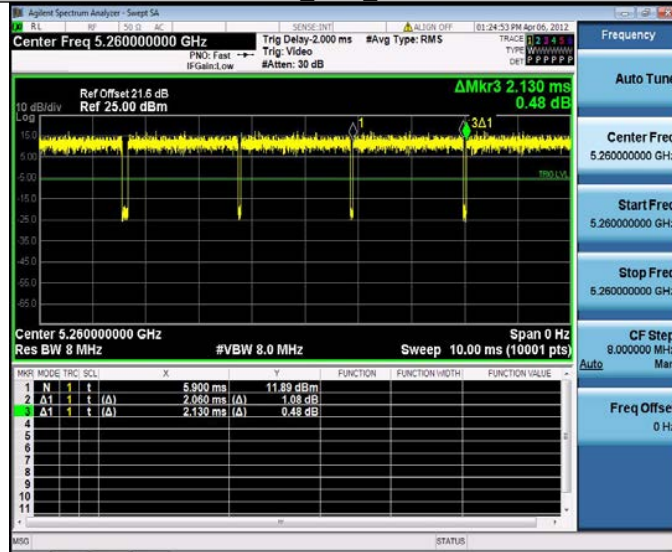 Agilent Spectrum Analyzer - Swept SA
RL RF 50 Ω AC SENSE:INT ALIGN OFF 01:24:53 PM Apr 06, 2012
Center Freq 5.260000000 GHz
PNO: Fast
IFGain:Low
Trig Delay-2.000 ms
Trig: Video
#Atten: 30 dB
#Avg Type: RMS
TRACE 1 2 3 4 5 6
TYPE WWWWWW
DET P P P P P P
Ref Offset 21.6 dB
10 dB/div Ref 25.00 dBm
Log
ΔMkr3 2.130 ms
0.48 dB
1
3Δ1
15.0
5.00
-5.00
TRIG LVL
-15.0
-25.0
-35.0
-45.0
-55.0
-65.0
Center 5.260000000 GHz Span 0 Hz
Res BW 8 MHz #VBW 8.0 MHz Sweep 10.00 ms (10001 pts)
MKR MODE TRC SCL X Y FUNCTION FUNCTION WIDTH FUNCTION VALUE
1 N 1 t 5.900 ms 11.89 dBm
2 Δ1 1 t (Δ) 2.060 ms (Δ) 1.08 dB
3 Δ1 1 t (Δ) 2.130 ms (Δ) 0.48 dB
4
5
6
7
8
9
10
11
MSG STATUS
Frequency
Auto Tune
Center Freq
5.260000000 GHz
Start Freq
5.260000000 GHz
Stop Freq
5.260000000 GHz
CF Step
8.000000 MHz
Auto Man
Freq Offset
0 Hz